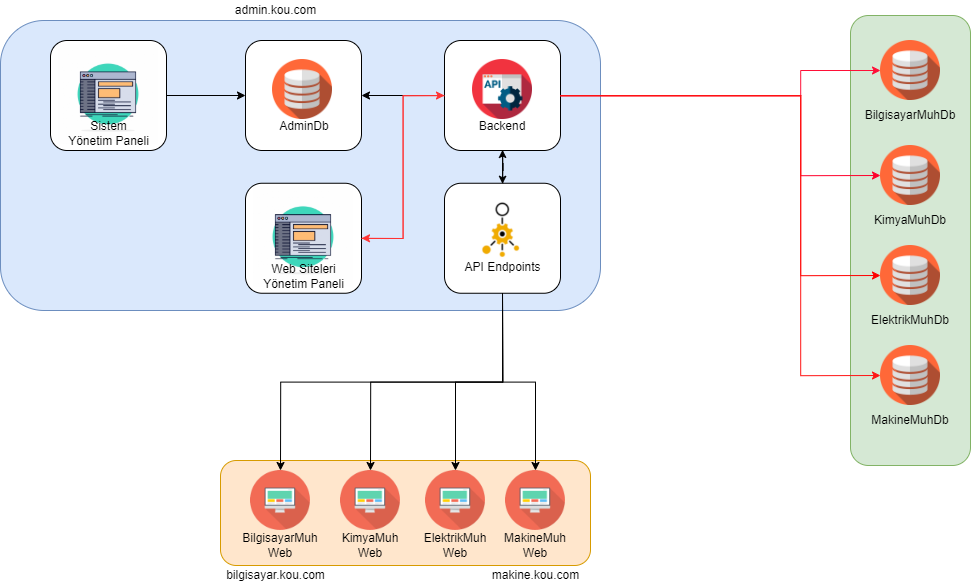 admin.kou.com
Sistem
Yönetim Paneli
AdminDb
API
Backend
BilgisayarMuhDb
KimyaMuhDb
Web Siteleri
Yönetim Paneli
API Endpoints
ElektrikMuhDb
MakineMuhDb
BilgisayarMuh
Web
KimyaMuh
Web
ElektrikMuh
Web
MakineMuh
Web
bilgisayar.kou.com
makine.kou.com